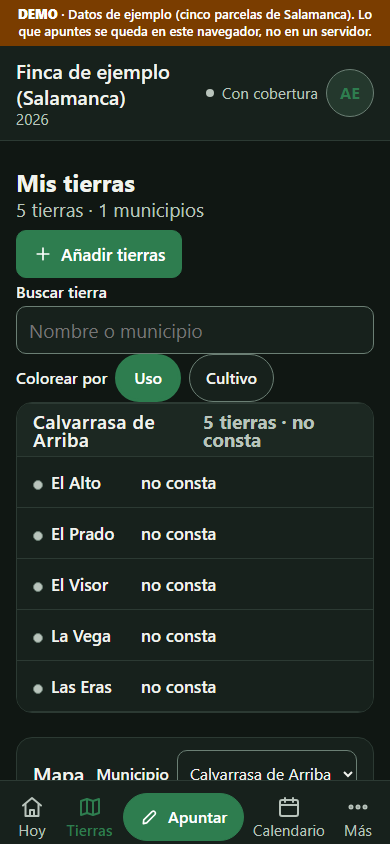 DEMO · Datos de ejemplo (cinco parcelas de Salamanca). Lo
que apuntes se queda en este navegador, no en un servidor.
Finca de ejemplo
(Salamanca)
2026
Con cobertura
AE
Mis tierras
5 tierras · 1 municipios
+ Añadir tierras
Buscar tierra
Nombre o municipio
Colorear por Uso Cultivo
Calvarrasa de
Arriba
5 tierras · no
consta
El Alto no consta
El Prado no consta
El Visor no consta
La Vega no consta
Las Eras no consta
Mapa Municipio Calvarrasa de Arriba
Hoy Tierras Apuntar Calendario Más